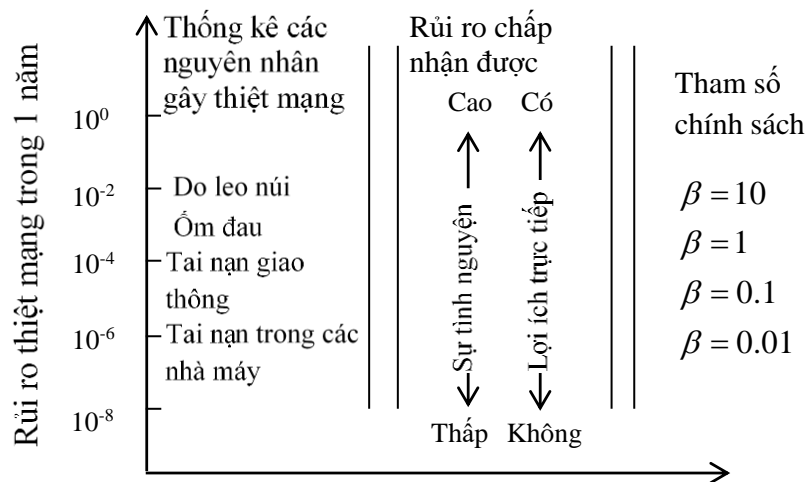 Rủi ro thiệt mạng trong 1 năm
10⁰
10⁻²
10⁻⁴
10⁻⁶
10⁻⁸
Thống kê các
nguyên nhân
gây thiệt mạng
Do leo núi
Ốm đau
Tai nạn giao
thông
Tai nạn trong các
nhà máy
Rủi ro chấp
nhận được
Cao Có
Sự tình nguyện
Lợi ích trực tiếp
Thấp Không
Tham số
chính sách
β = 10
β = 1
β = 0.1
β = 0.01